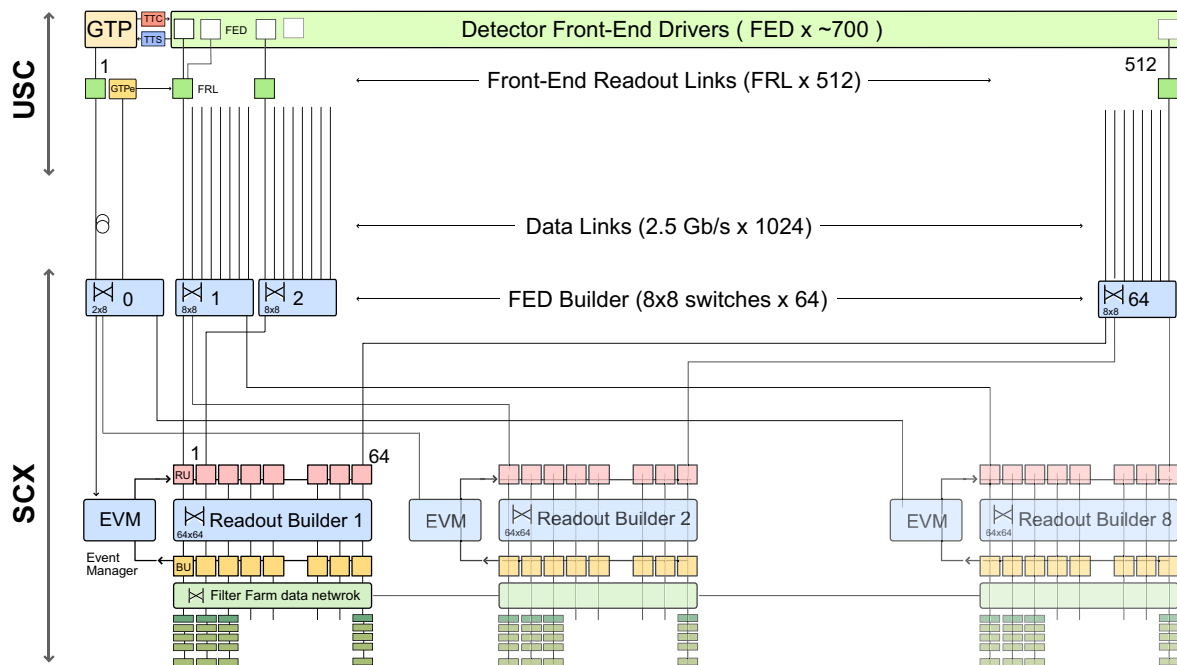 GTP
TTC
TTS
FED
Detector Front-End Drivers ( FED x ~700 )
USC
1
GTPe
FRL
Front-End Readout Links (FRL x 512)
512
Data Links (2.5 Gb/s x 1024)
0
2x8
1
8x8
2
8x8
FED Builder (8x8 switches x 64)
64
8x8
SCX
1
64
RU
EVM
Readout Builder 1
64x64
EVM
Readout Builder 2
64x64
EVM
Readout Builder 8
64x64
Event
Manager
BU
Filter Farm data netwrok